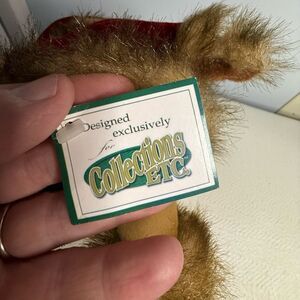 Designed
exclusively
for
Collections
ETC.